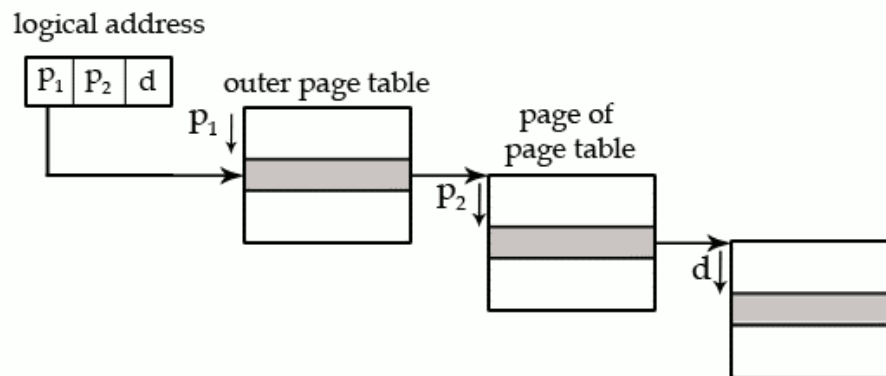 logical address
p₁ p₂ d
outer page table
p₁
page of
page table
p₂
d